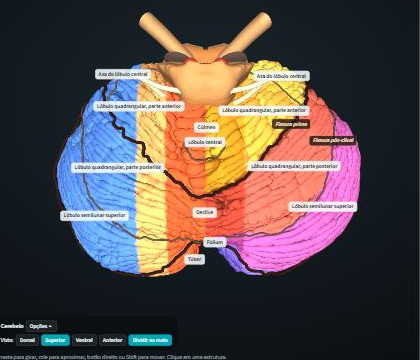 Asa do lóbulo central
Asa do lóbulo central
Lóbulo quadrangular, parte anterior
Lóbulo quadrangular, parte anterior
Fissura prima
Cúlmen
Lóbulo central
Fissura pós-clival
Lóbulo quadrangular, parte posterior
Lóbulo quadrangular, parte posterior
Lóbulo semilunar superior
Declive
Lóbulo semilunar superior
Folium
Túber
Cerebelo Opções
Vista: Dorsal Superior Ventral Anterior Dividir ao meio
raste para girar, role para aproximar, botão direito ou Shift para mover. Clique em uma estrutura.